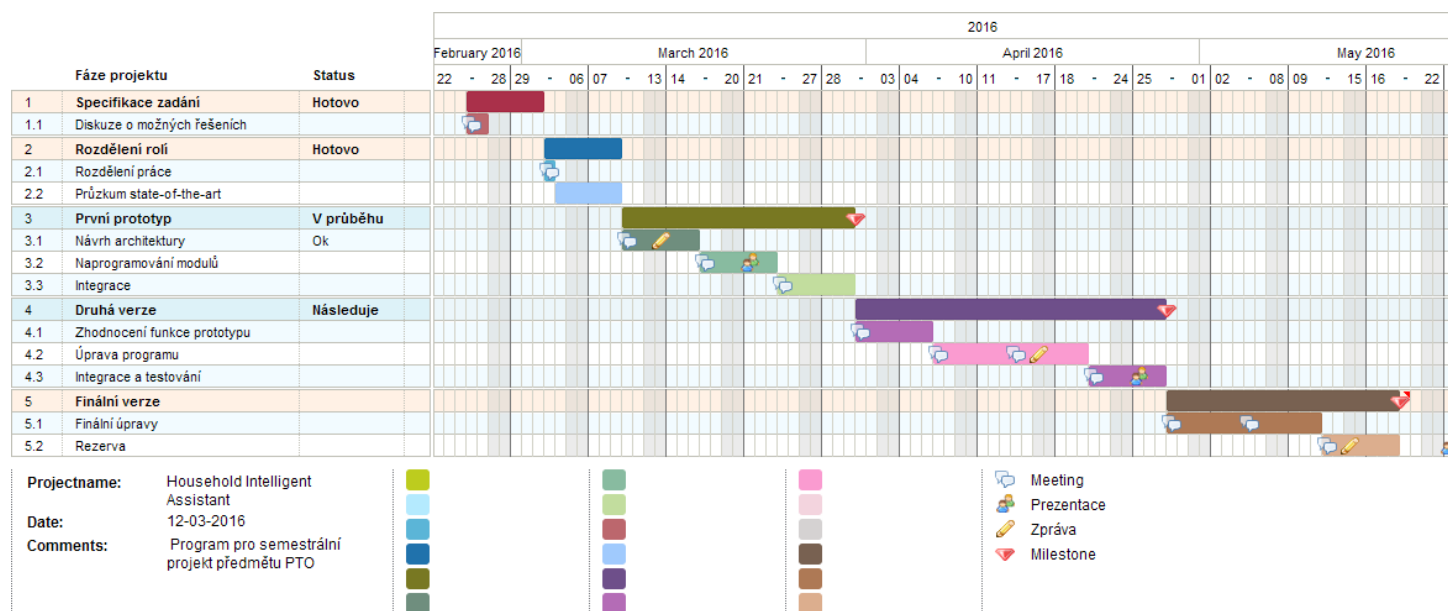 2016
February 2016 March 2016 April 2016 May 2016
Fáze projektu Status 22 - 28 29 - 06 07 - 13 14 - 20 21 - 27 28 - 03 04 - 10 11 - 17 18 - 24 25 - 01 02 - 08 09 - 15 16 - 22
1 Specifikace zadání Hotovo
1.1 Diskuze o možných řešeních
2 Rozdělení rolí Hotovo
2.1 Rozdělení práce
2.2 Průzkum state-of-the-art
3 První prototyp V průběhu
3.1 Návrh architektury Ok
3.2 Naprogramování modulů
3.3 Integrace
4 Druhá verze Následuje
4.1 Zhodnocení funkce prototypu
4.2 Úprava programu
4.3 Integrace a testování
5 Finální verze
5.1 Finální úpravy
5.2 Rezerva
Projectname: Household Intelligent
Assistant
Date: 12-03-2016
Comments: Program pro semestrální
projekt předmětu PTO
Meeting
Prezentace
Zpráva
Milestone